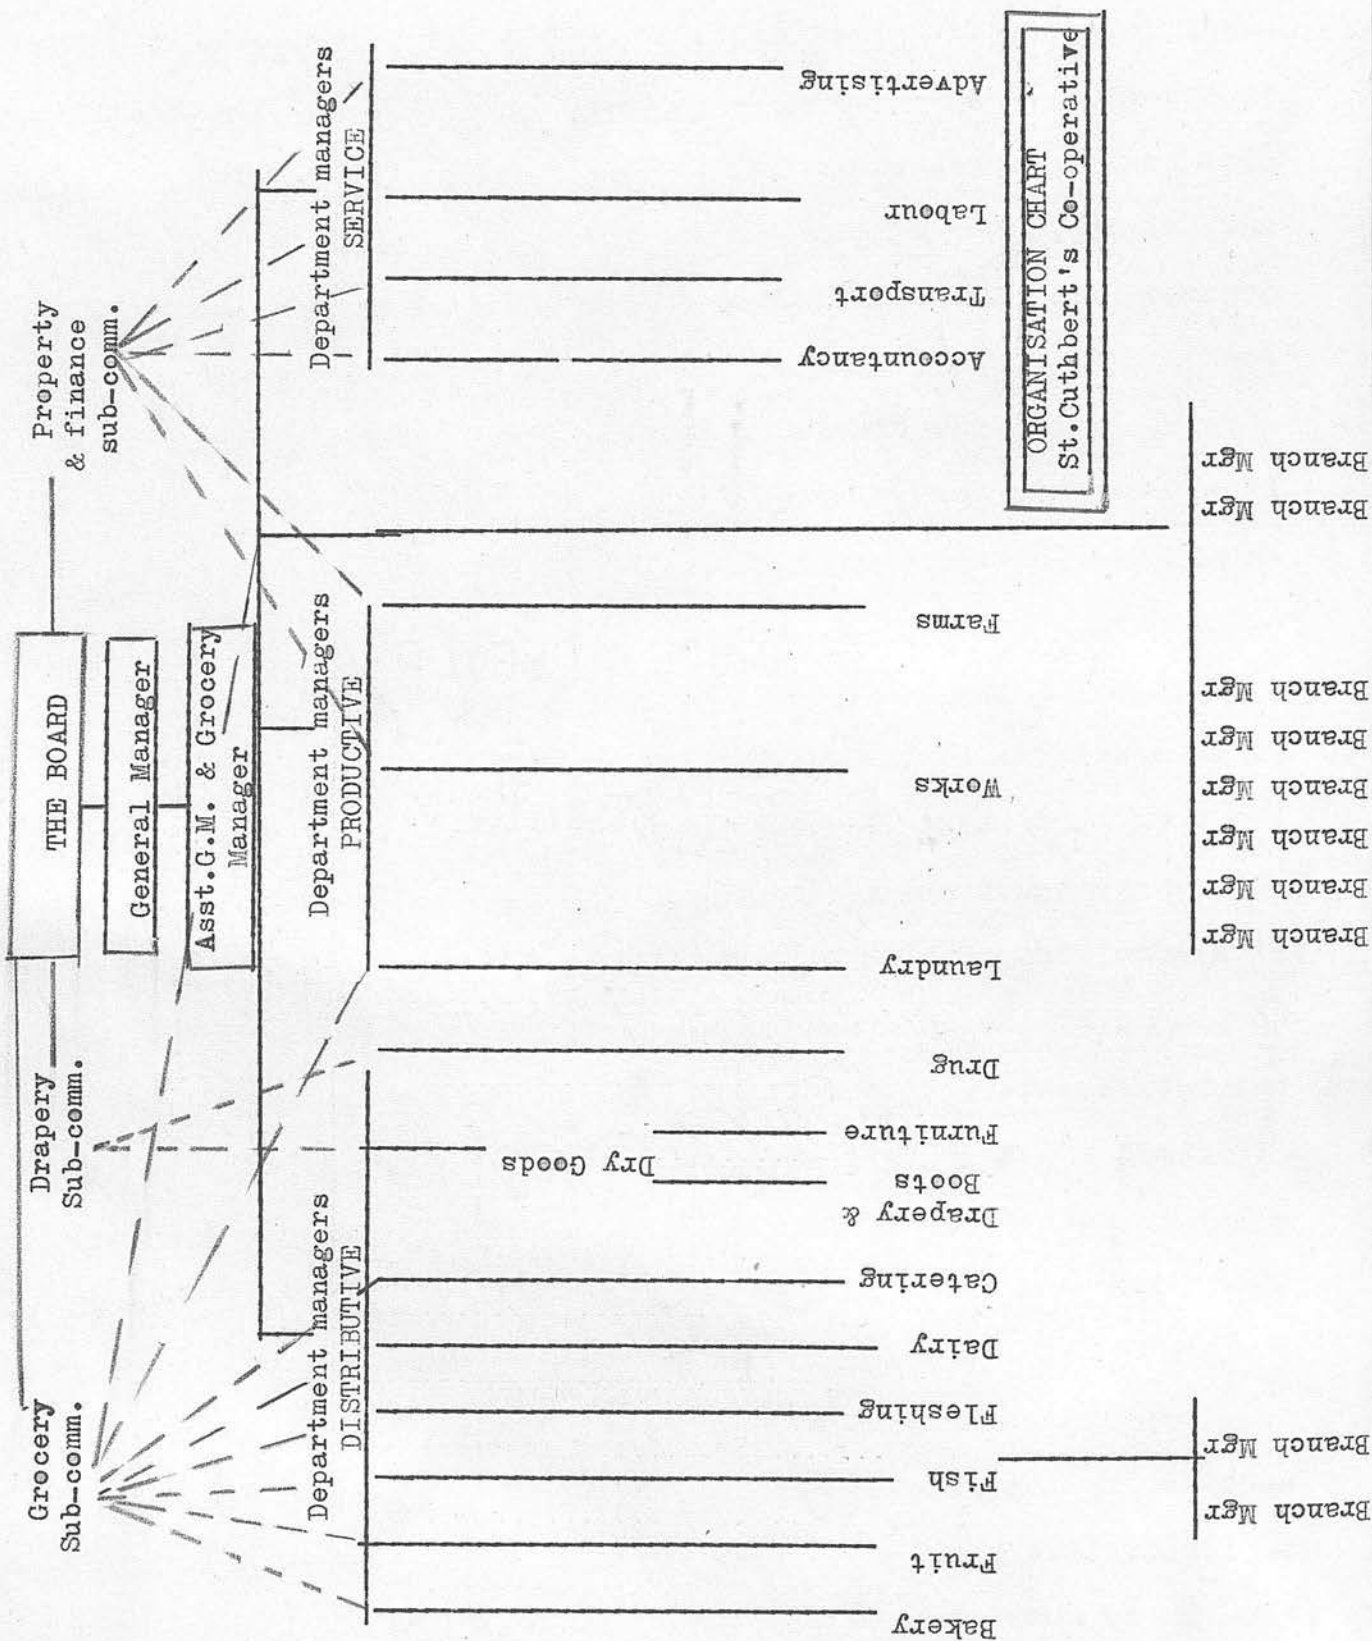 THE BOARD
Grocery
Sub-comm.
Drapery
Sub-comm.
Property
& finance
sub-comm.
General Manager
Asst.G.M. & Grocery
Manager
Department managers
DISTRIBUTIVE
Department managers
PRODUCTIVE
Department managers
SERVICE
Bakery
Fruit
Fish
Fleshing
Dairy
Catering
Dry Goods
Drapery &
Boots
Furniture
Drug
Laundry
Works
Farms
Accountancy
Transport
Labour
Advertising
Branch Mgr
Branch Mgr
Branch Mgr
Branch Mgr
Branch Mgr
Branch Mgr
Branch Mgr
Branch Mgr
Branch Mgr
Branch Mgr
ORGANISATION CHART
St.Cuthbert's Co-operative